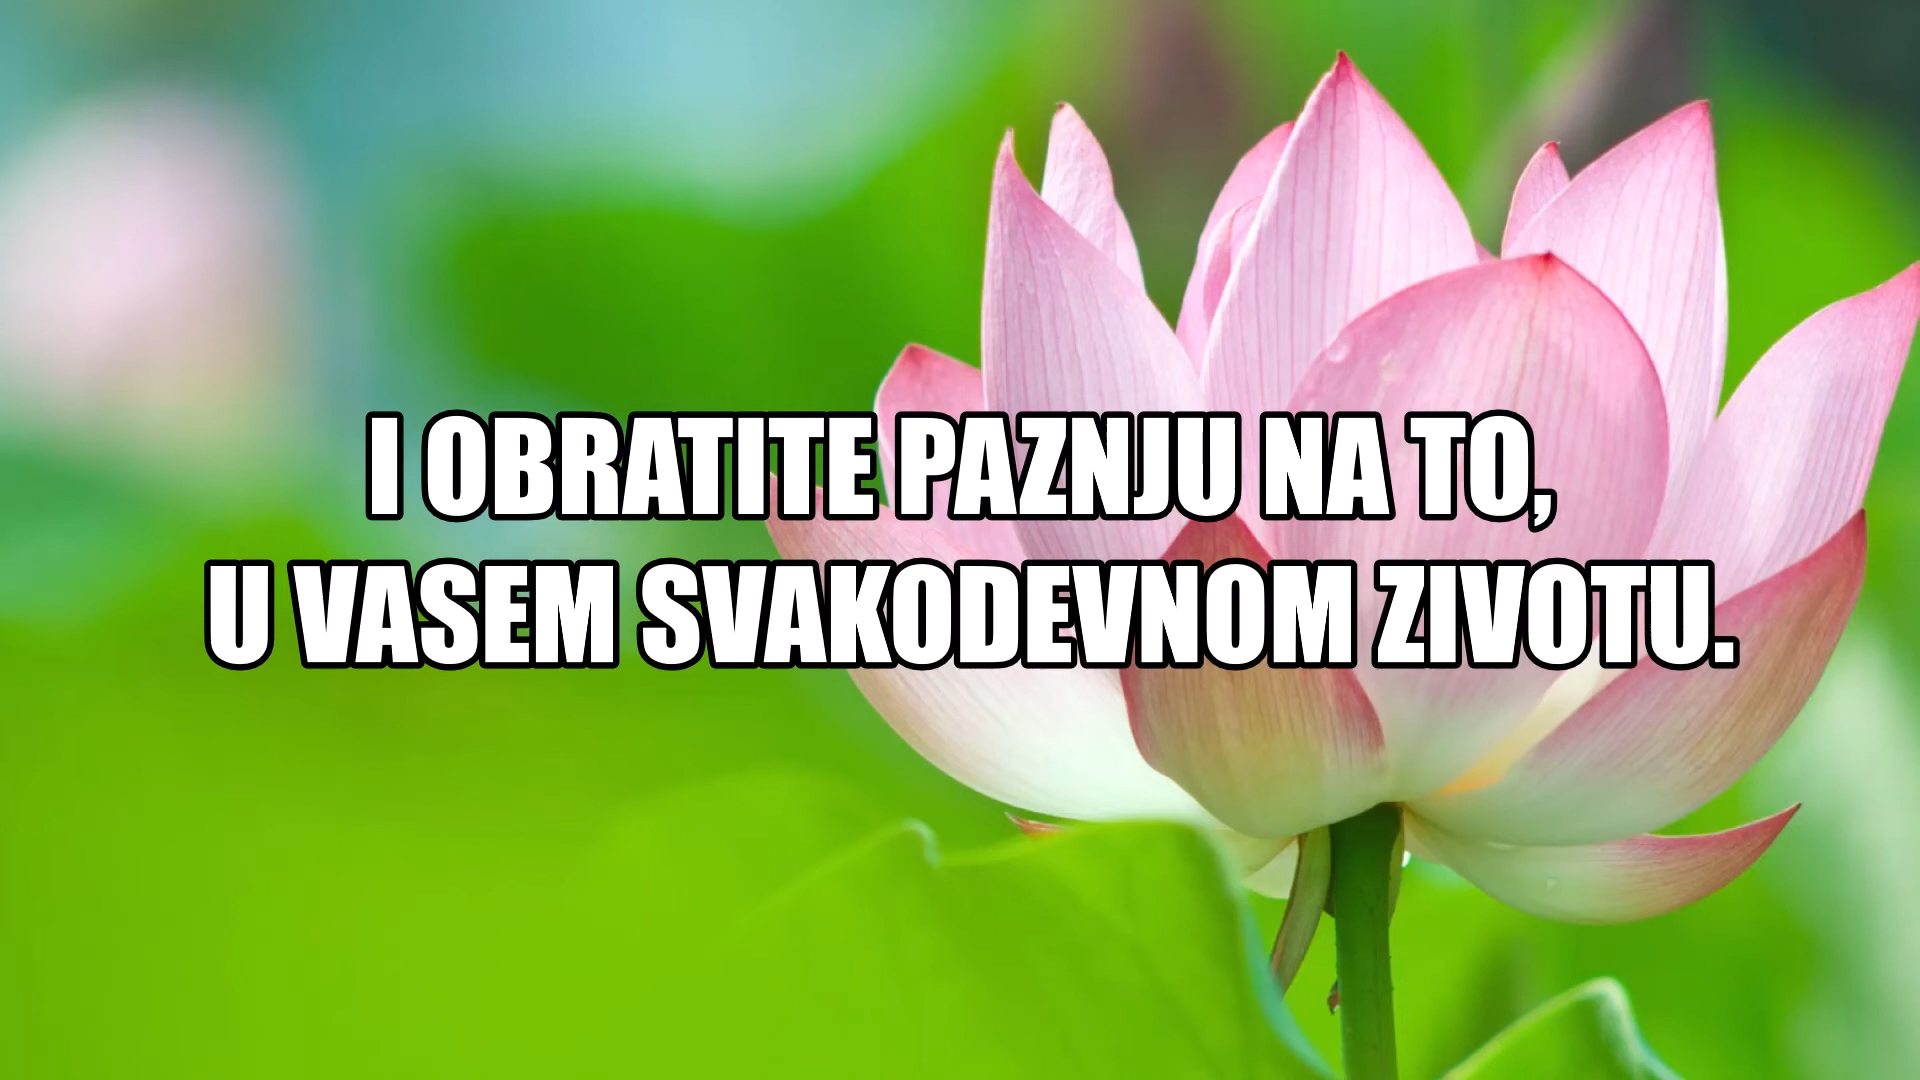 I OBRATITE PAZNJU NA TO,
U VASEM SVAKODEVNOM ZIVOTU.